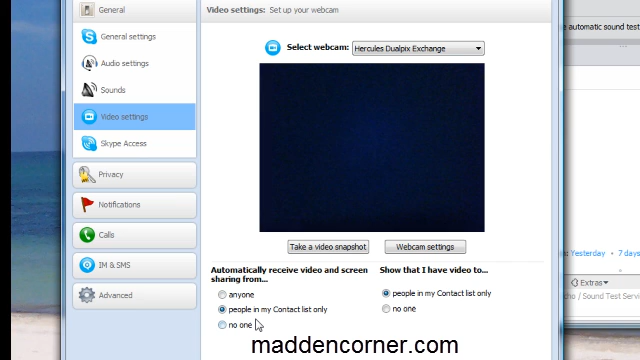 General
Video settings: Set up your webcam
General settings
Select webcam: Hercules Dualpix Exchange
automatic sound test
Audio settings
Sounds
Video settings
Skype Access
Privacy
Notifications
Take a video snapshot
Webcam settings
Calls
Yesterday • 7 days
IM & SMS
Automatically receive video and screen
sharing from...
Show that I have video to...
Extras
Advanced
anyone
people in my Contact list only
people in my Contact list only
no one
no one
cho / Sound Test Servi
maddencorner.com